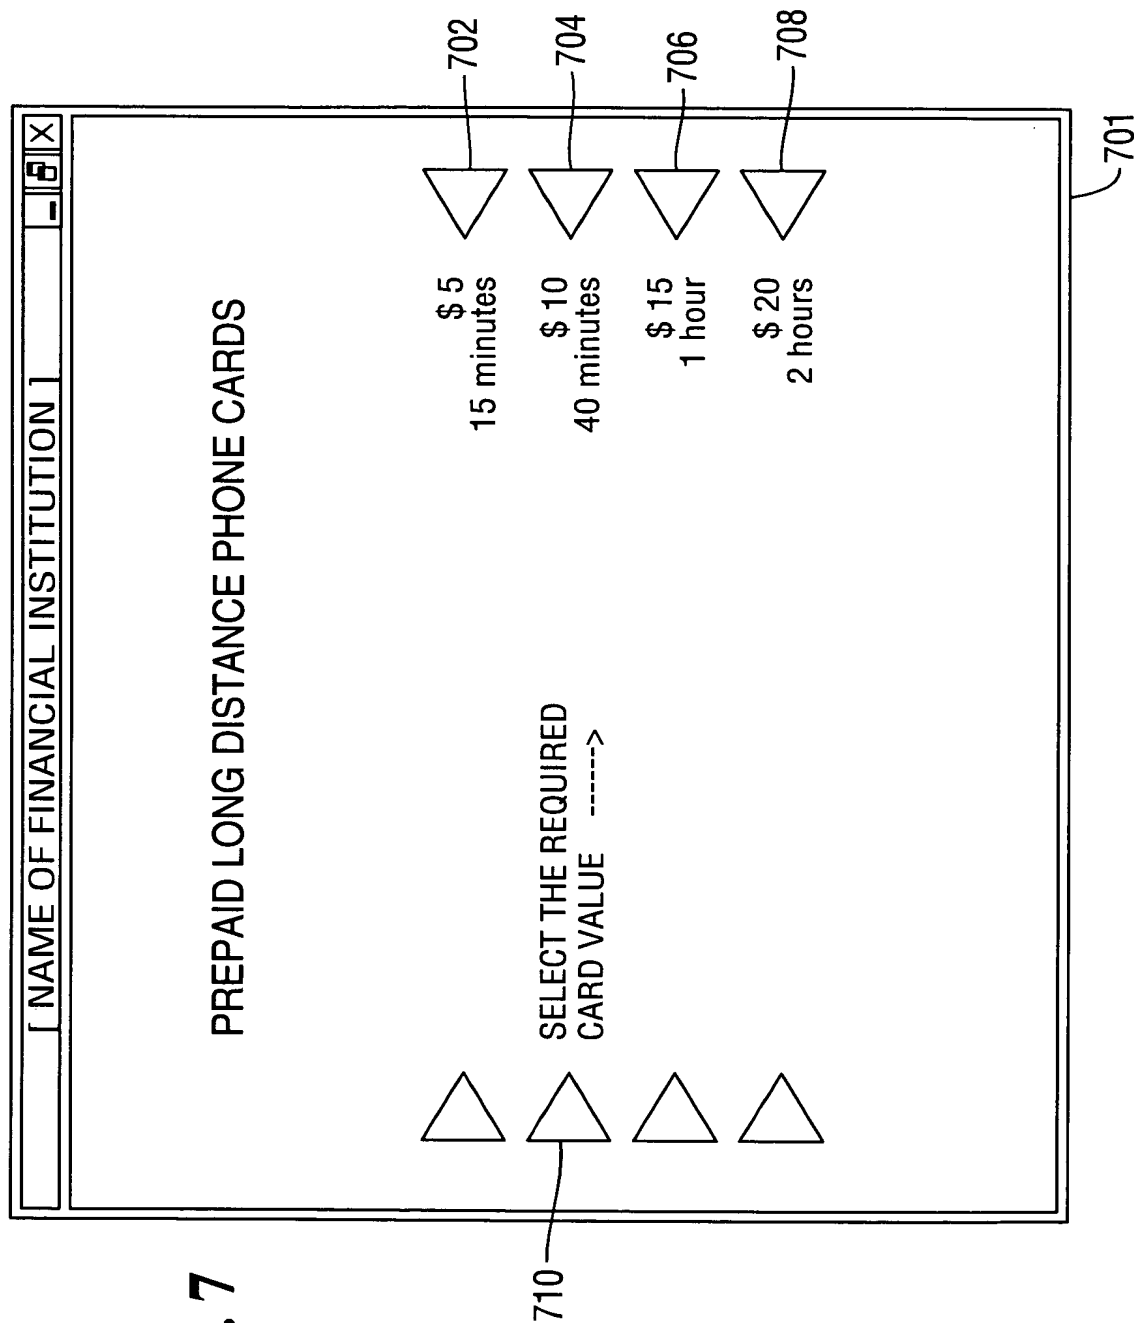 [ NAME OF FINANCIAL INSTITUTION ]
X
PREPAID LONG DISTANCE PHONE CARDS
$ 5
15 minutes
702
SELECT THE REQUIRED
CARD VALUE ------->
$ 10
40 minutes
704
$ 15
1 hour
706
$ 20
2 hours
708
710
701
. 7